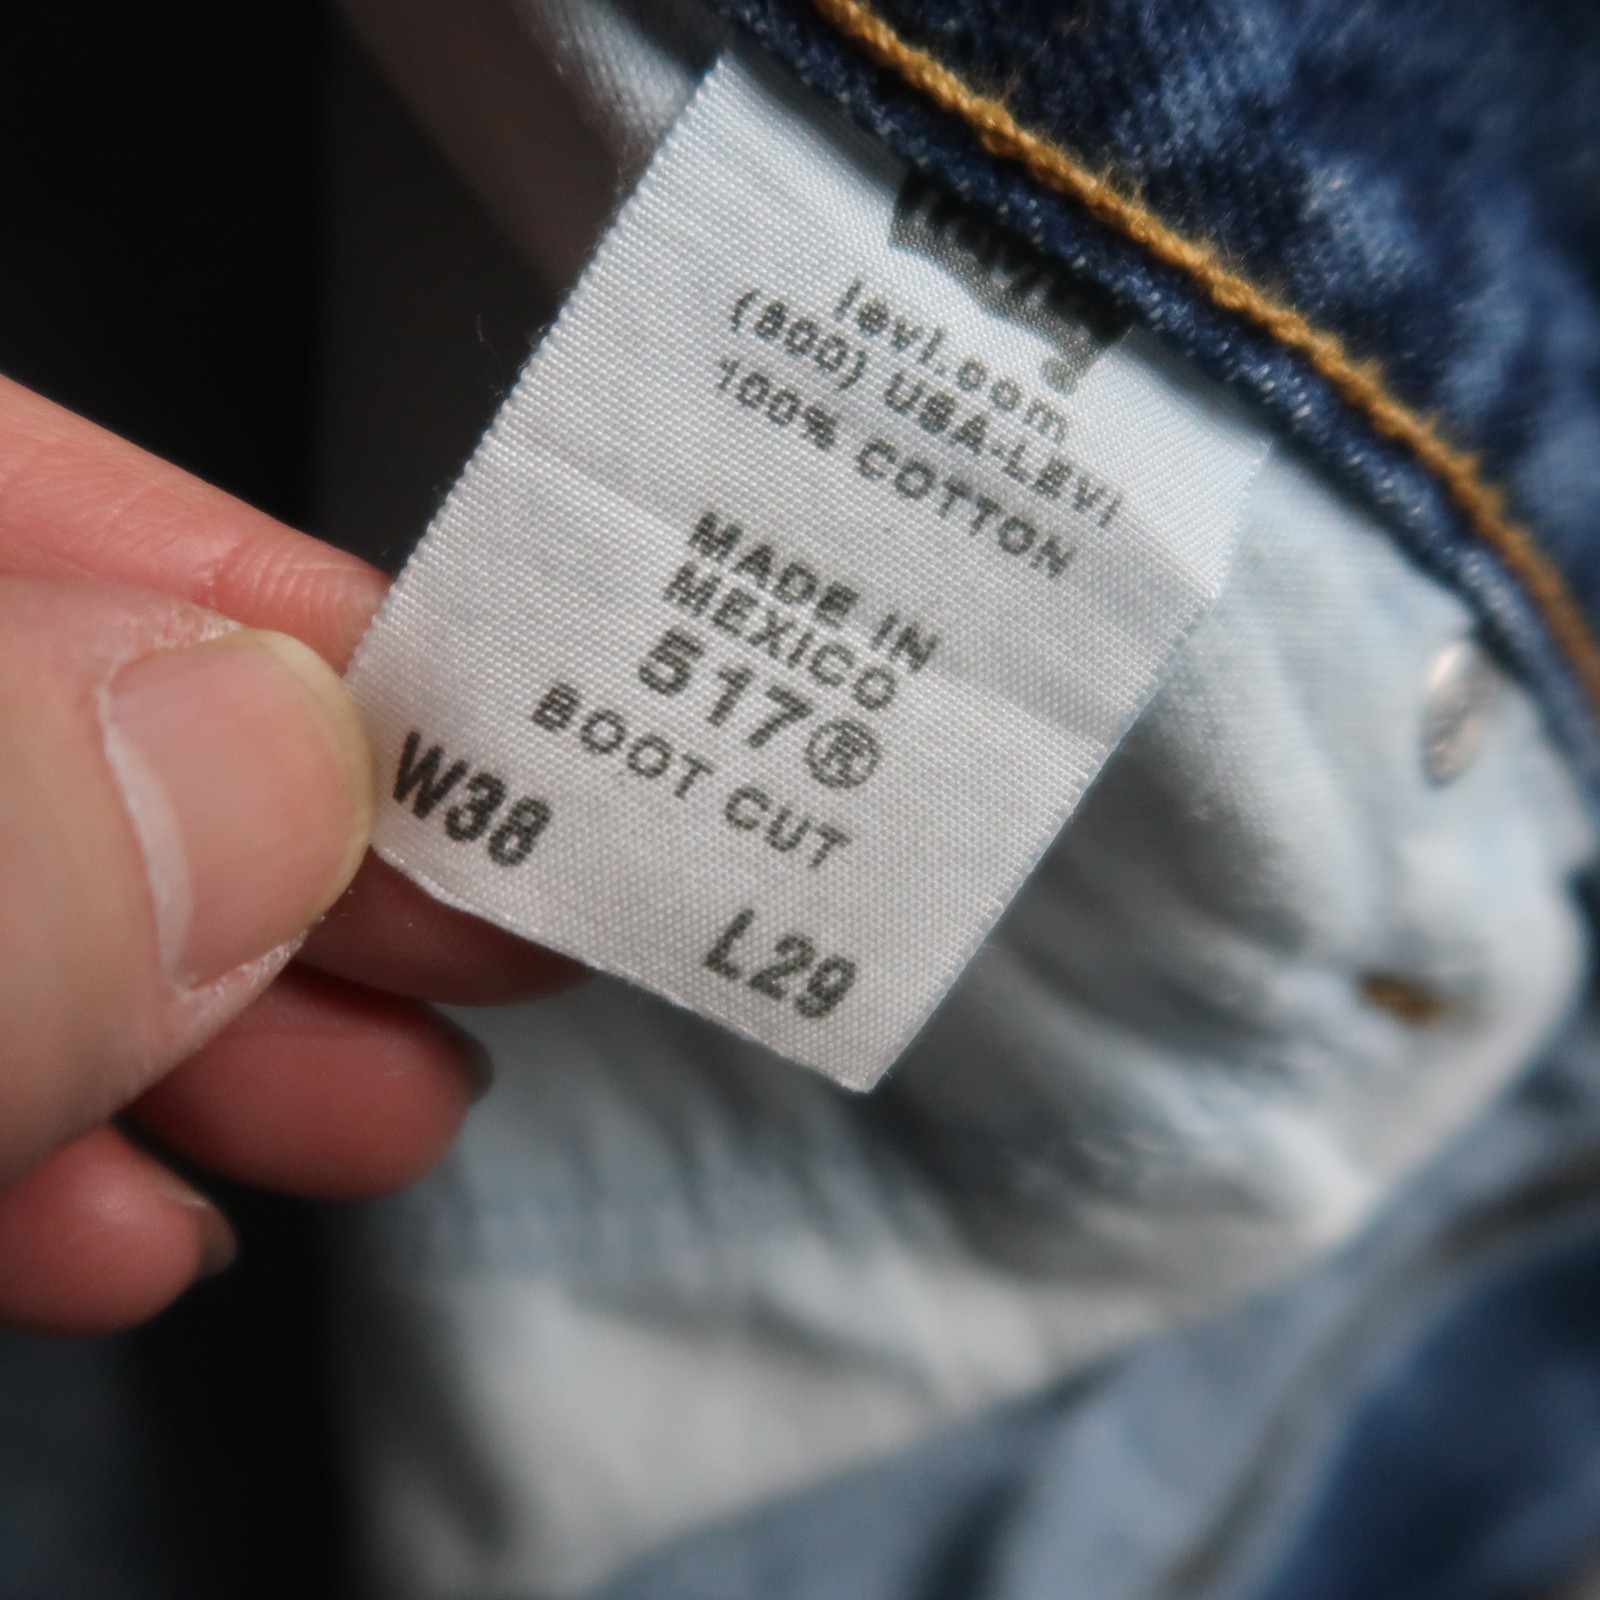 levi.com
(800) USA-LEVI
100% COTTON
MADE IN
MEXICO
517®
BOOT CUT
W38
L29